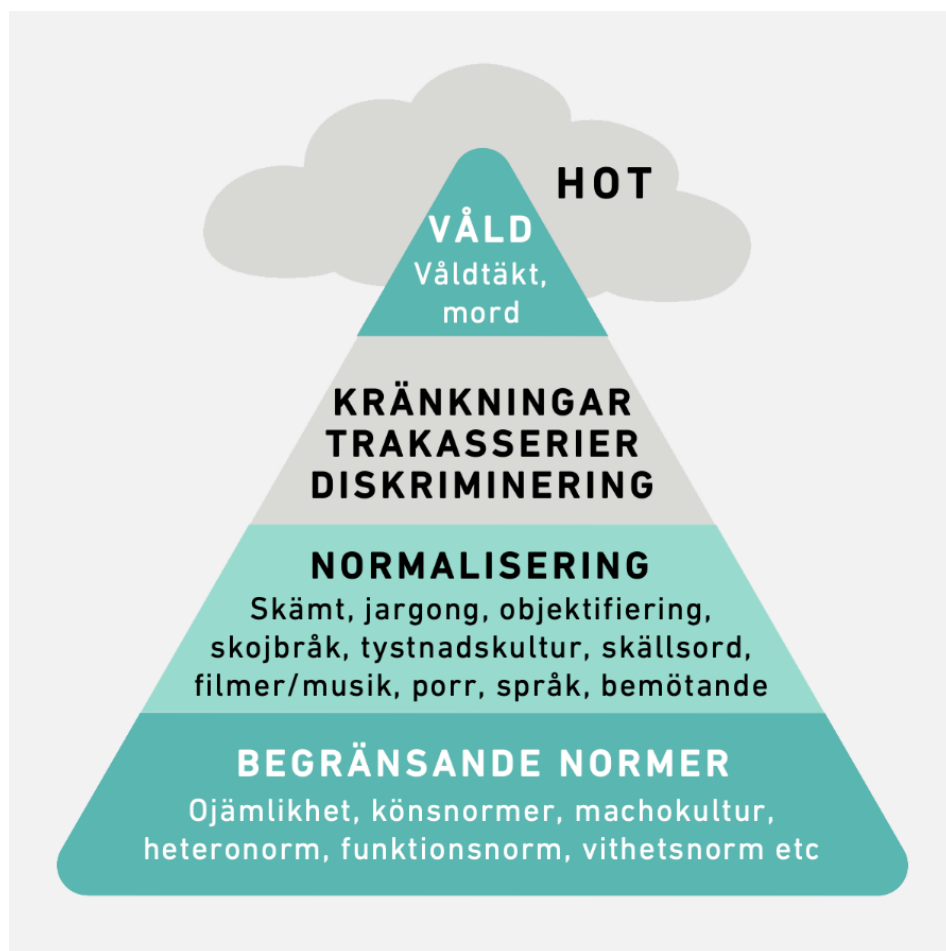 HOT
VÅLD
Våldtäkt,
mord
KRÄNKNINGAR
TRAKASSERIER
DISKRIMINERING
NORMALISERING
Skämt, jargong, objektifiering,
skojbråk, tystnadskultur, skällsord,
filmer/musik, porr, språk, bemötande
BEGRÄNSANDE NORMER
Ojämlikhet, könsnormer, machokultur,
heteronorm, funktionsnorm, vithetsnorm etc